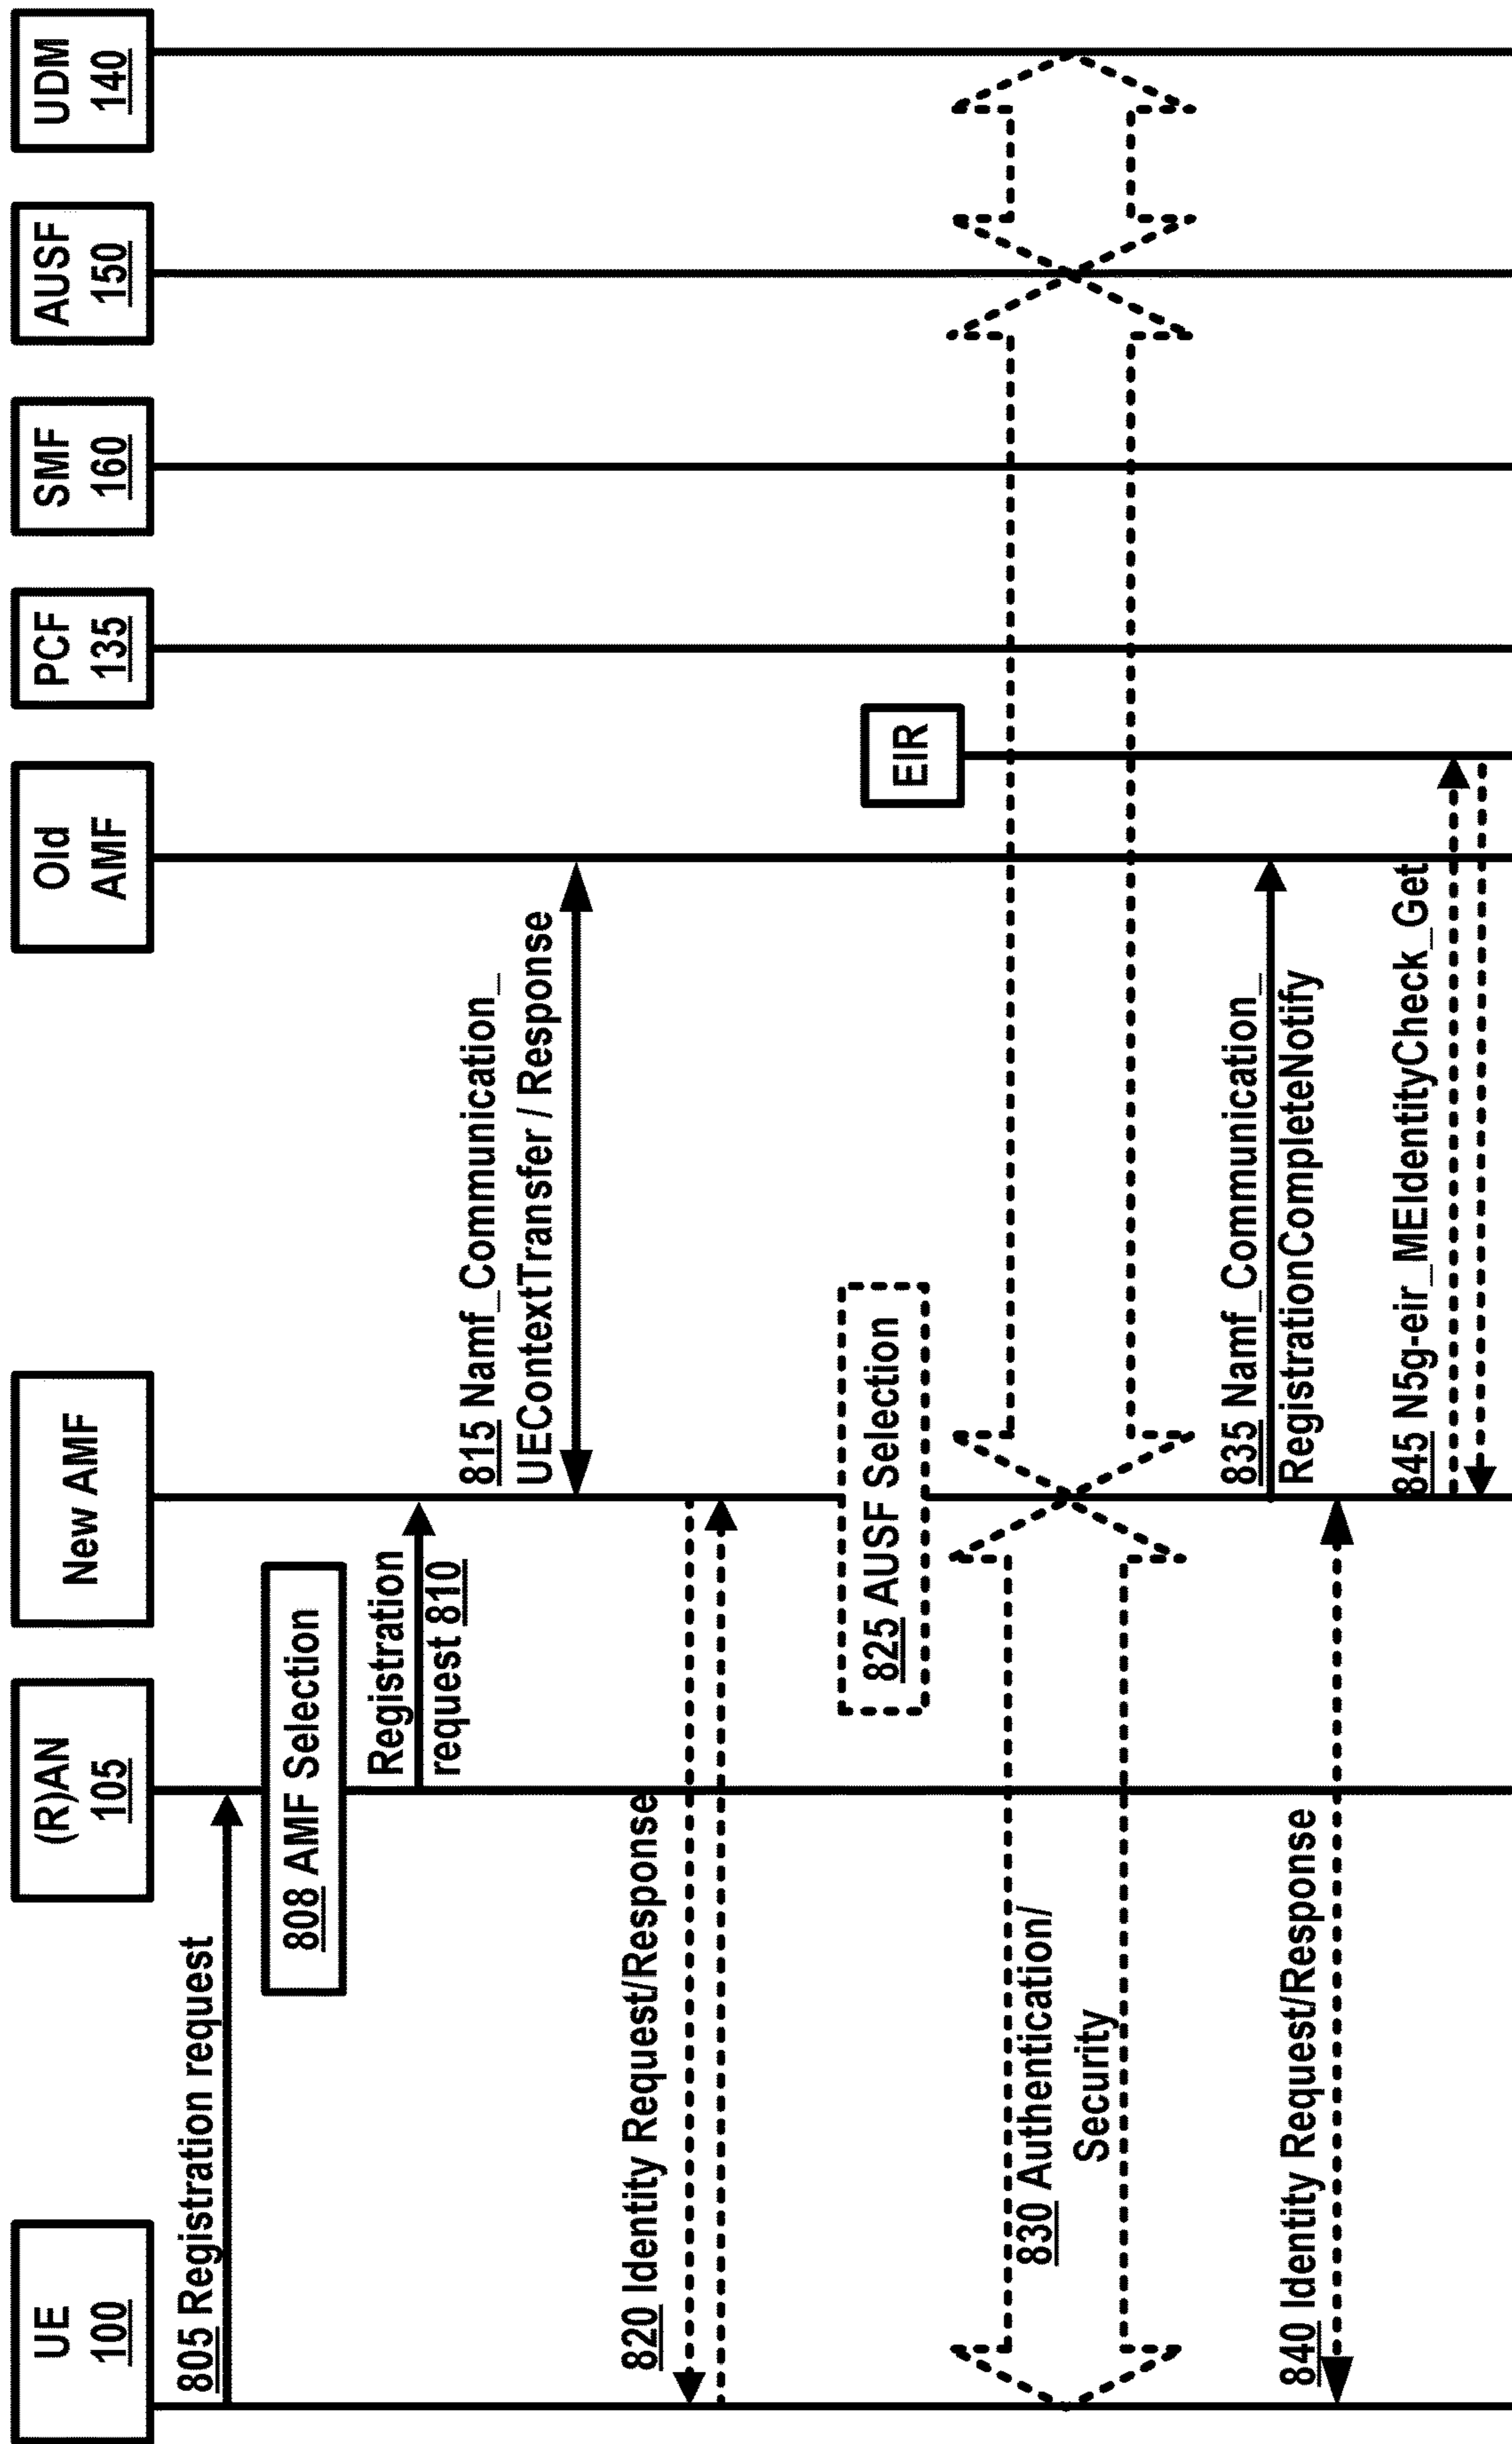 UE
100
(R)AN
105
New AMF
Old
AMF
PCF
135
SMF
160
AUSF
150
UDM
140
805 Registration request
808 AMF Selection
Registration
request 810
815 Namf_Communication_
UEContextTransfer / Response
820 Identity Request/Response
825 AUSF Selection
EIR
830 Authentication/
Security
835 Namf_Communication_
RegistrationCompleteNotify
840 Identity Request/Response
845 N5g-eir_MEIdentityCheck_Get